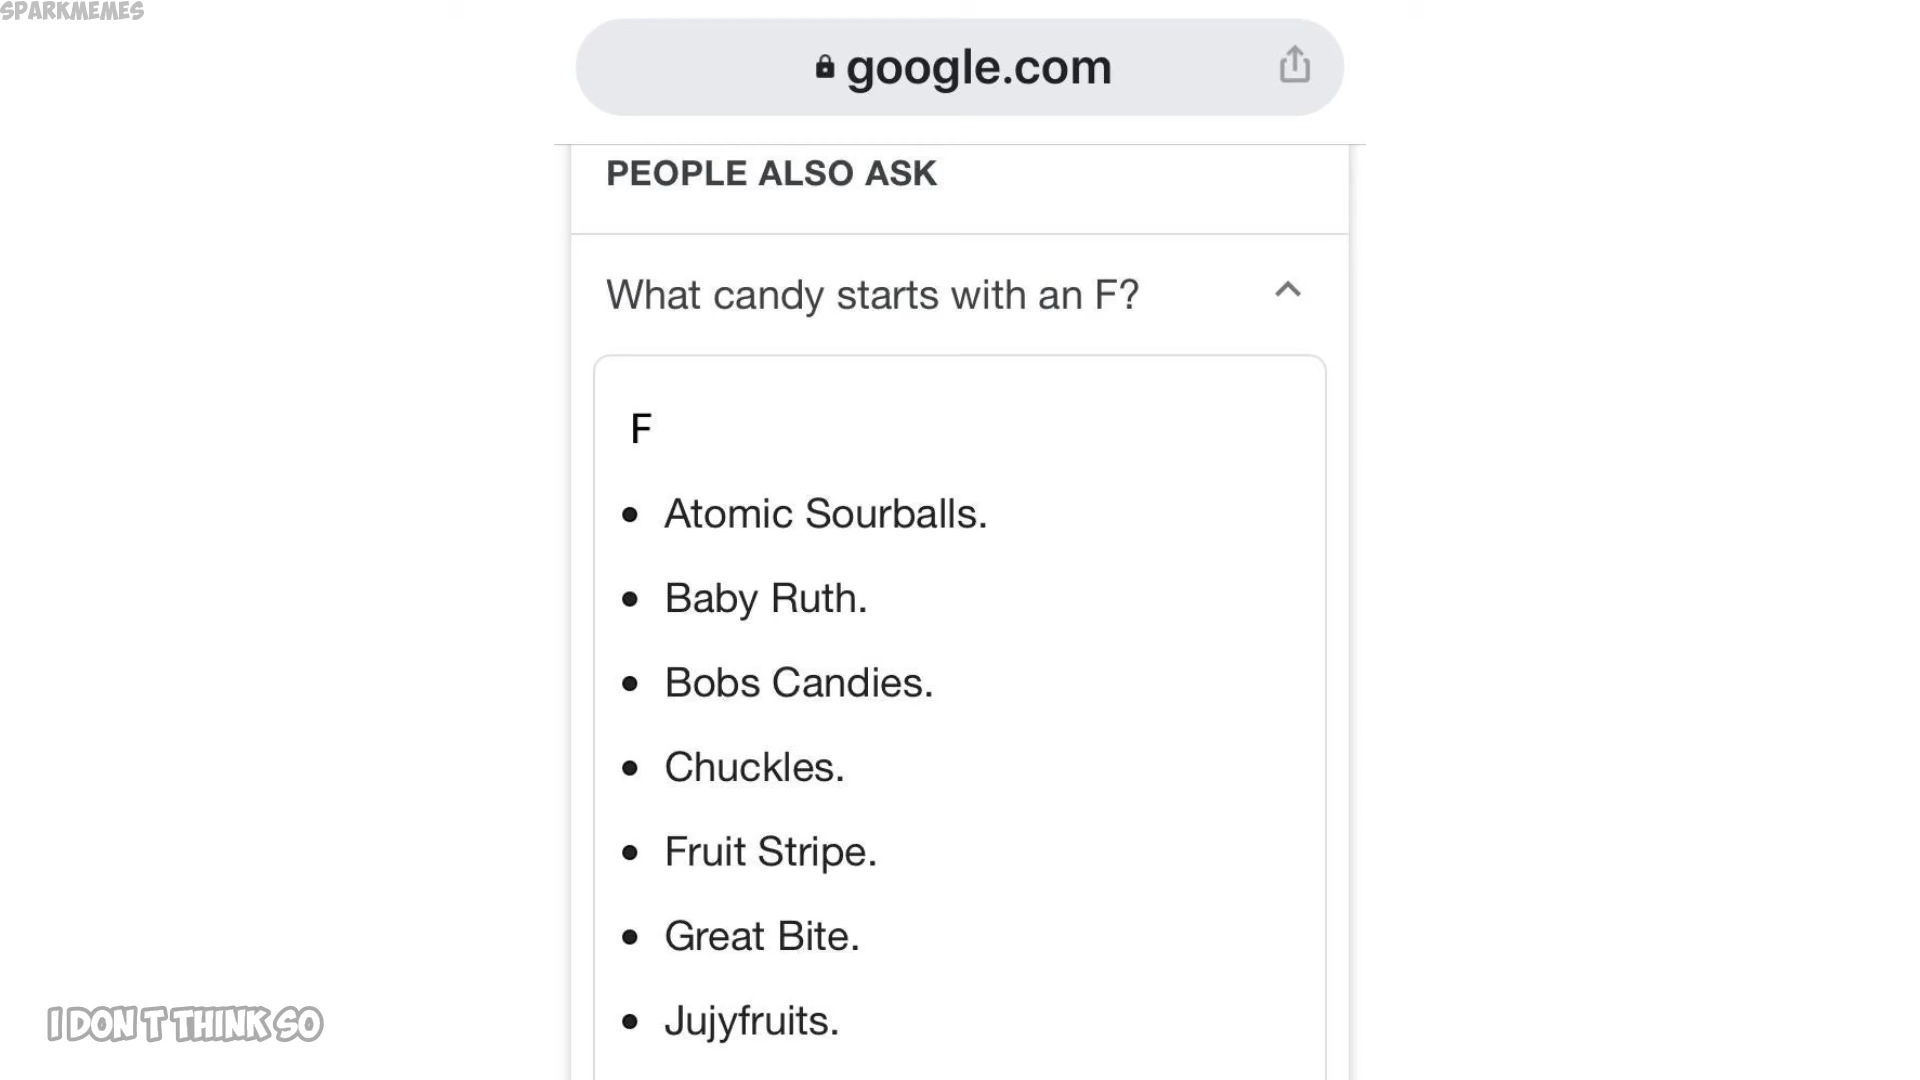 SPARKMEMES
google.com
PEOPLE ALSO ASK
What candy starts with an F?
F
• Atomic Sourballs.
• Baby Ruth.
• Bobs Candies.
• Chuckles.
• Fruit Stripe.
• Great Bite.
• Jujyfruits.
I DON T THINK SO